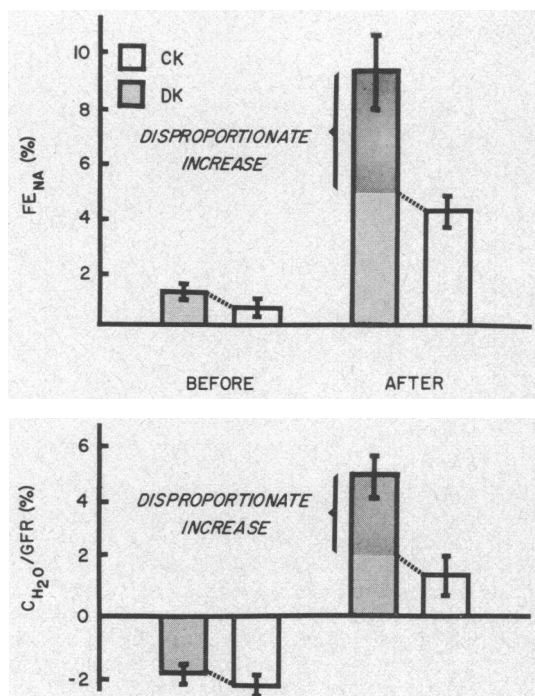 10
8
6
4
2
FE_NA (%)
CK
DK
DISPROPORTIONATE
INCREASE
BEFORE
AFTER
6
4
2
0
-2
C_H2O/GFR (%)
DISPROPORTIONATE
INCREASE